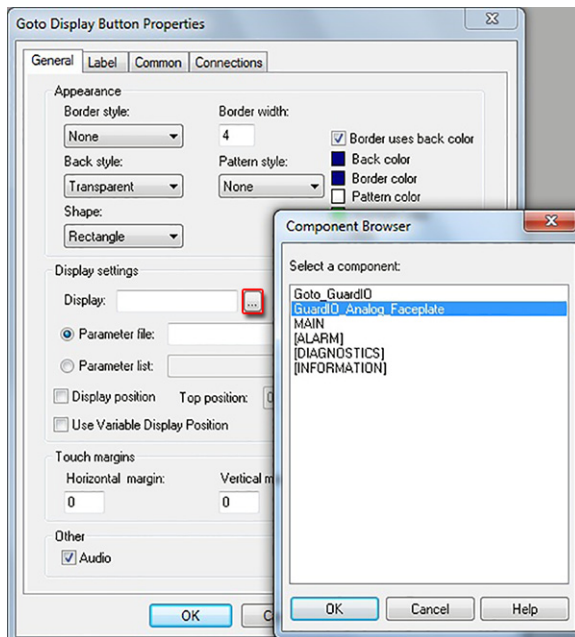 Goto Display Button Properties
General
Label
Common
Connections
Appearance
Border style:
Border width:
None
4
Border uses back color
Back style:
Pattern style:
Back color
Border color
Transparent
None
Pattern color
Shape:
Rectangle
Display settings
Display:
...
Parameter file:
Parameter list:
Display position
Top position:
Use Variable Display Position
Touch margins
Horizontal margin:
Vertical m
0
0
Other
Audio
OK
C
Component Browser
Select a component:
Goto_GuardIO
GuardIO_Analog_Faceplate
MAIN
[ALARM]
[DIAGNOSTICS]
[INFORMATION]
OK
Cancel
Help